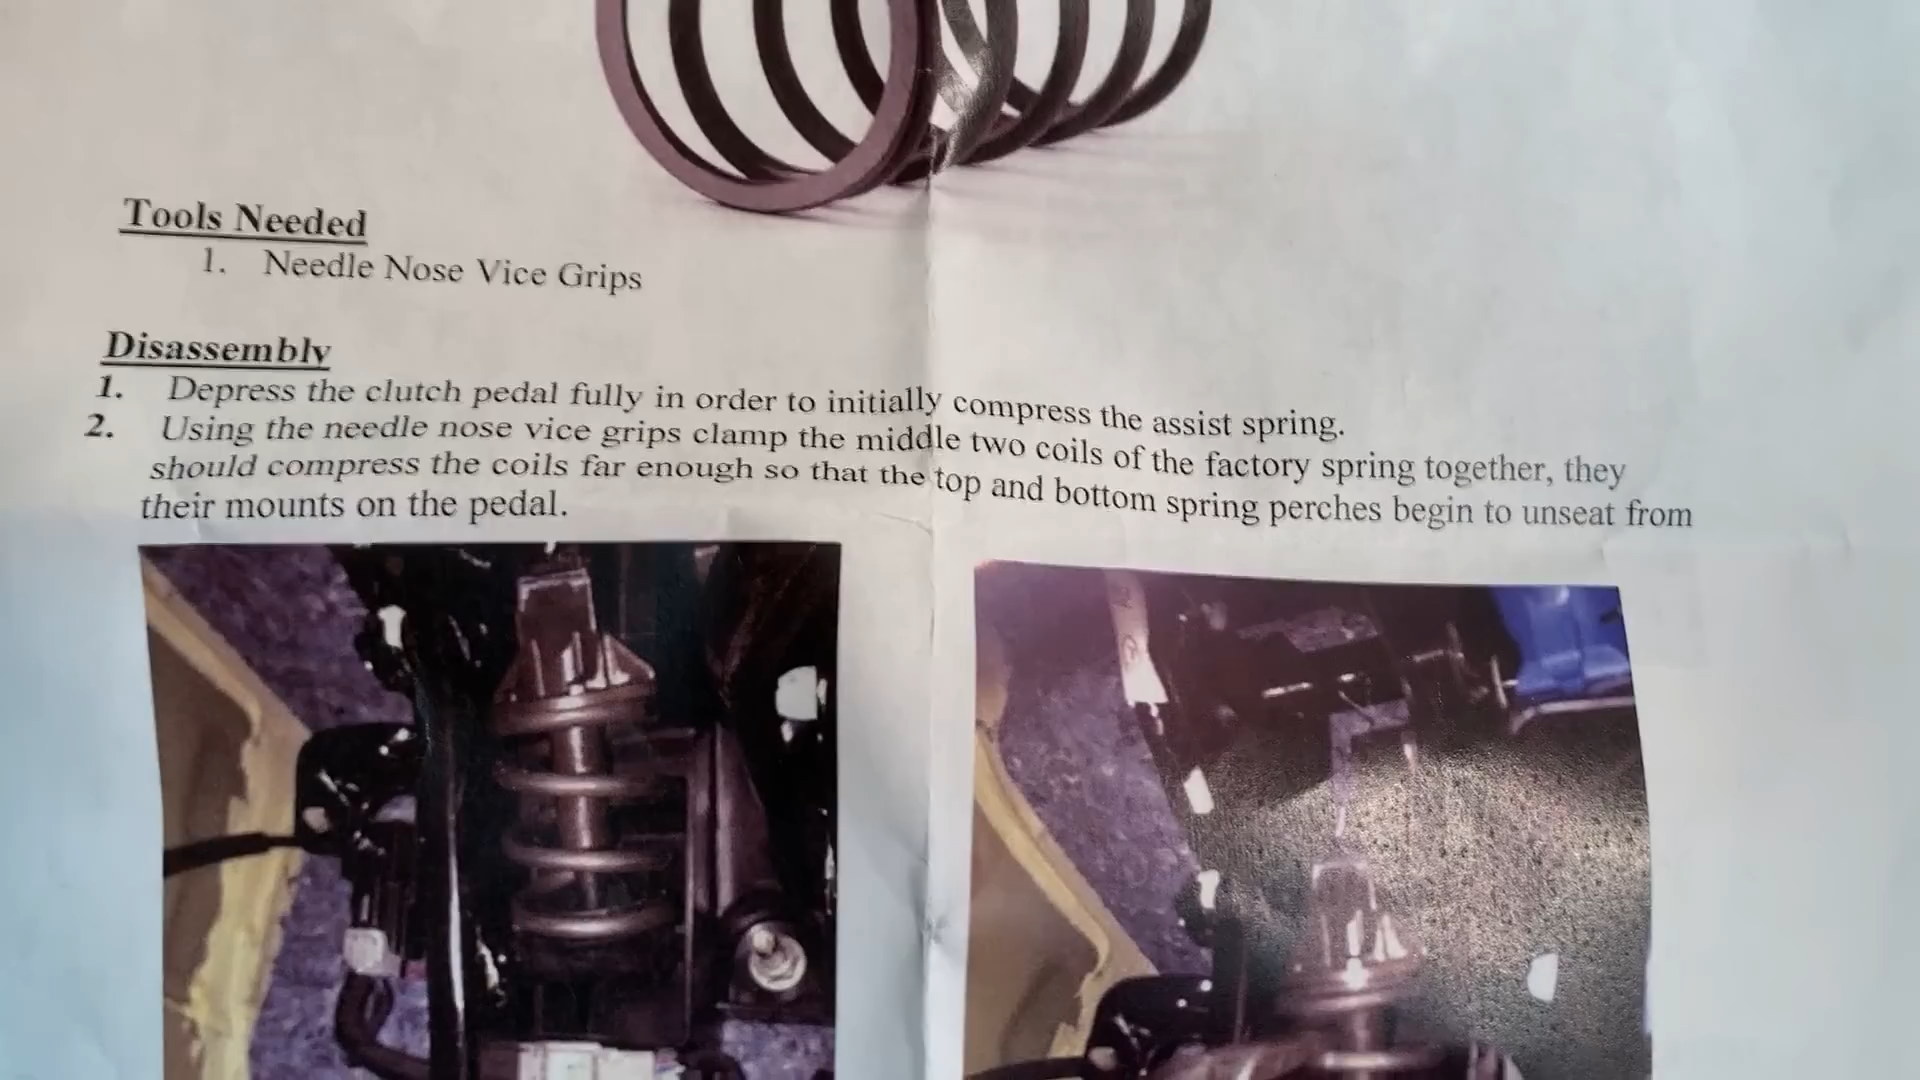 Tools Needed
1. Needle Nose Vice Grips
Disassembly
1. Depress the clutch pedal fully in order to initially compress the assist spring.
2. Using the needle nose vice grips clamp the middle two coils of the factory spring together, they
should compress the coils far enough so that the top and bottom spring perches begin to unseat from
their mounts on the pedal.